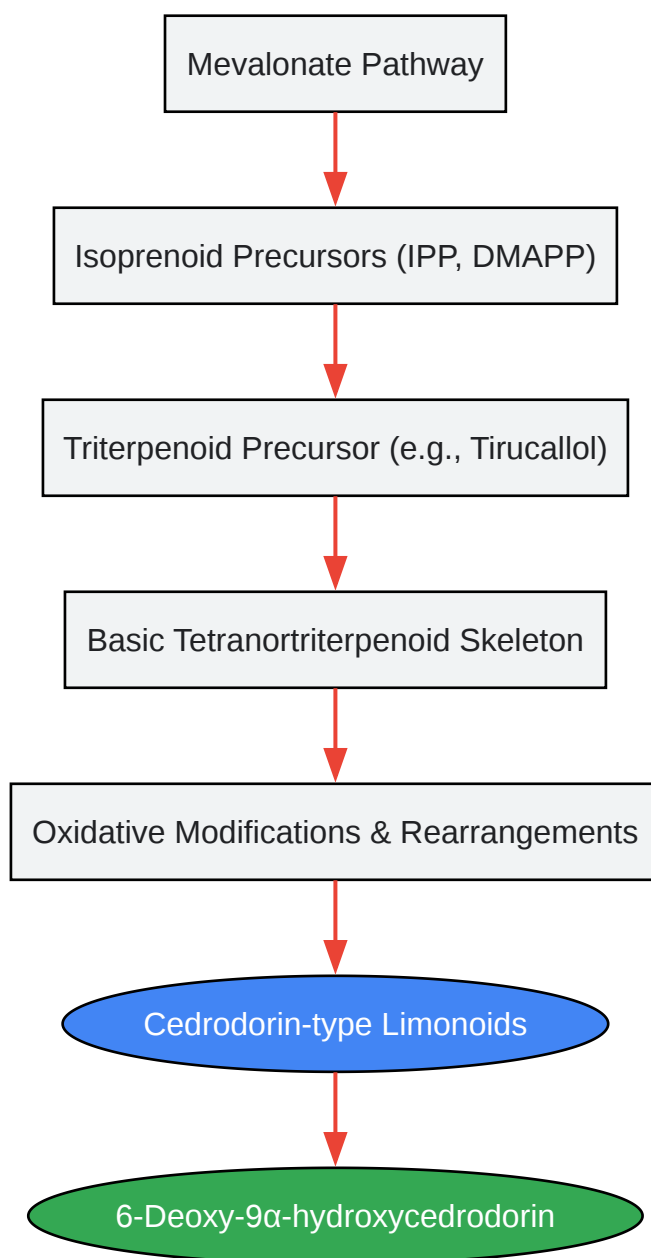 Mevalonate Pathway
Isoprenoid Precursors (IPP, DMAPP)
Triterpenoid Precursor (e.g., Tirucallol)
Basic Tetranortriterpenoid Skeleton
Oxidative Modifications & Rearrangements
Cedrodorin-type Limonoids
6-Deoxy-9α-hydroxycedrodorin